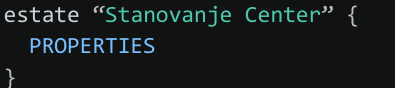 estate “Stanovanje Center” {
  PROPERTIES
}